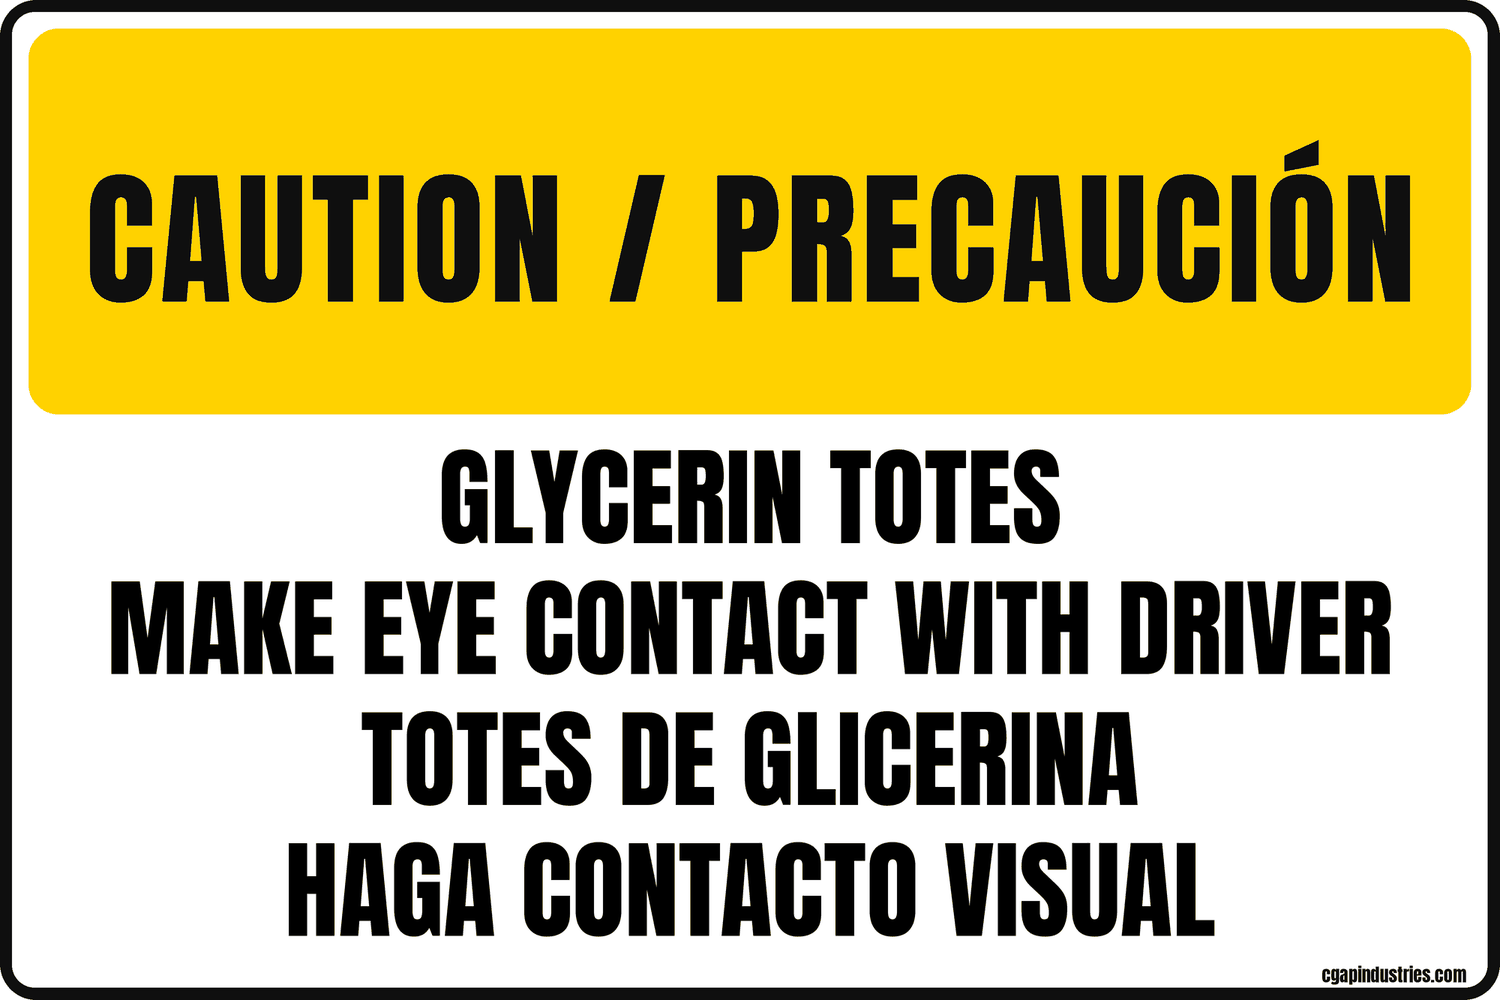 CAUTION / PRECAUCIÓN
GLYCERIN TOTES
MAKE EYE CONTACT WITH DRIVER
TOTES DE GLICERINA
HAGA CONTACTO VISUAL
cgapindustries.com